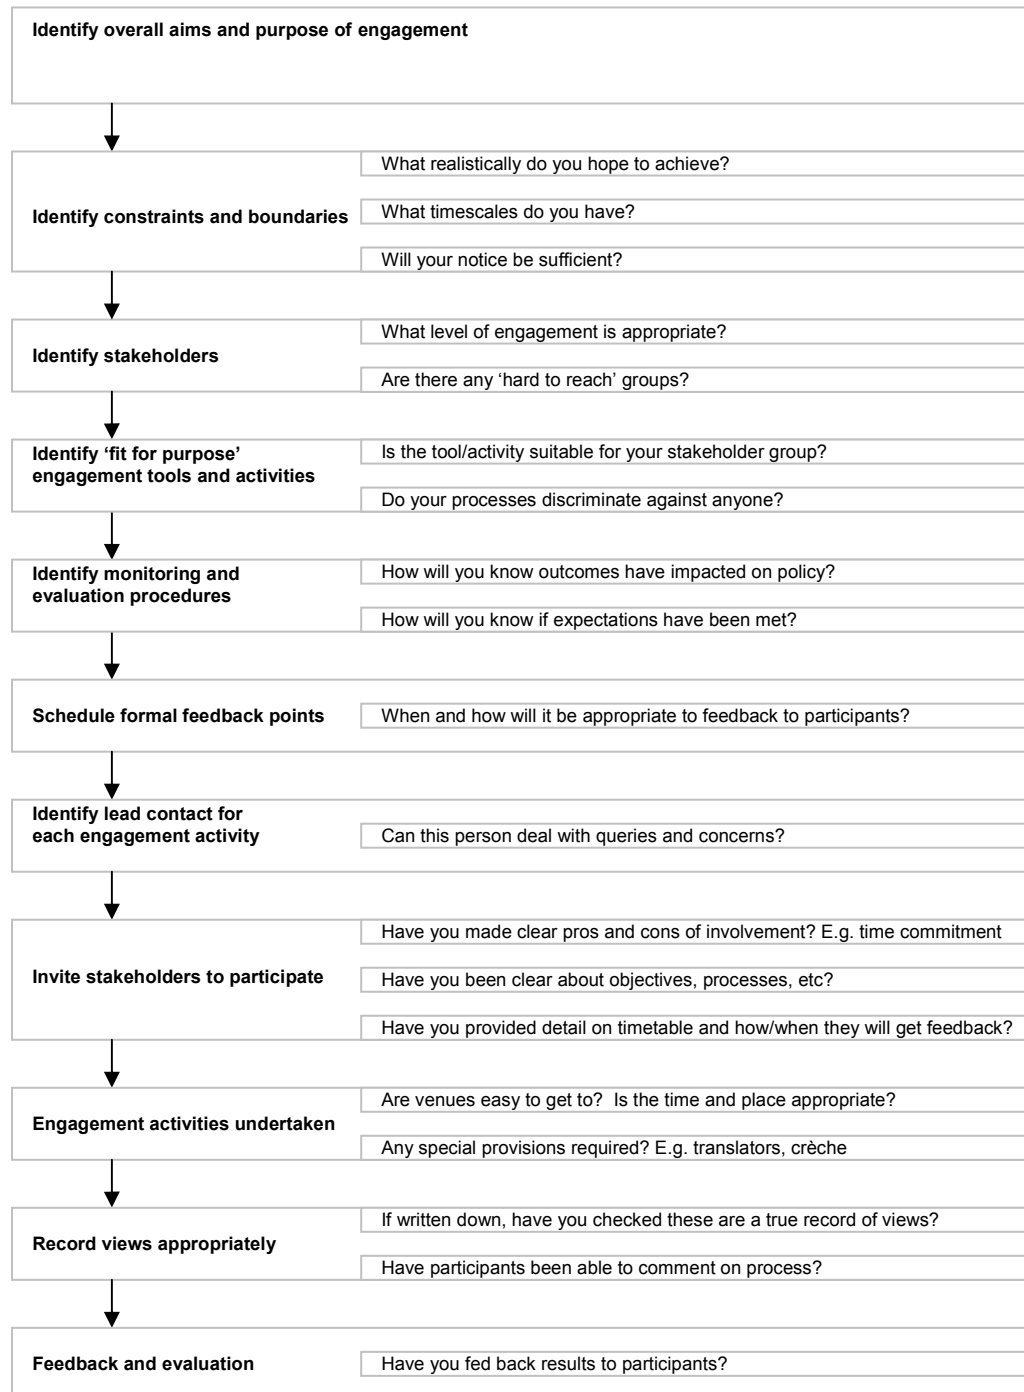 Identify overall aims and purpose of engagement
What realistically do you hope to achieve?
Identify constraints and boundaries
What timescales do you have?
Will your notice be sufficient?
What level of engagement is appropriate?
Identify stakeholders
Are there any ‘hard to reach’ groups?
Identify ‘fit for purpose’
engagement tools and activities
Is the tool/activity suitable for your stakeholder group?
Do your processes discriminate against anyone?
Identify monitoring and
evaluation procedures
How will you know outcomes have impacted on policy?
How will you know if expectations have been met?
Schedule formal feedback points
When and how will it be appropriate to feedback to participants?
Identify lead contact for
each engagement activity
Can this person deal with queries and concerns?
Have you made clear pros and cons of involvement? E.g. time commitment
Invite stakeholders to participate
Have you been clear about objectives, processes, etc?
Have you provided detail on timetable and how/when they will get feedback?
Are venues easy to get to?  Is the time and place appropriate?
Engagement activities undertaken
Any special provisions required? E.g. translators, crèche
If written down, have you checked these are a true record of views?
Record views appropriately
Have participants been able to comment on process?
Feedback and evaluation
Have you fed back results to participants?